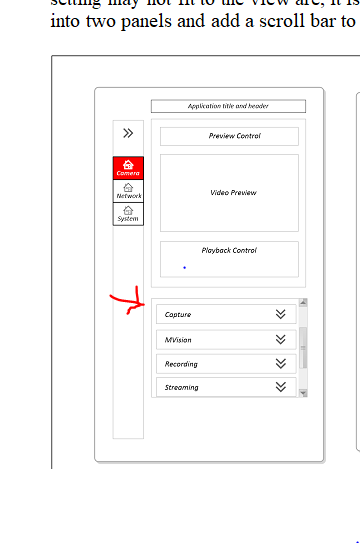 setting may not fit to the view are, it is
into two panels and add a scroll bar to
Application title and header
Preview Control
Camera
Network
System
Video Preview
Playback Control
Capture
MVision
Recording
Streaming